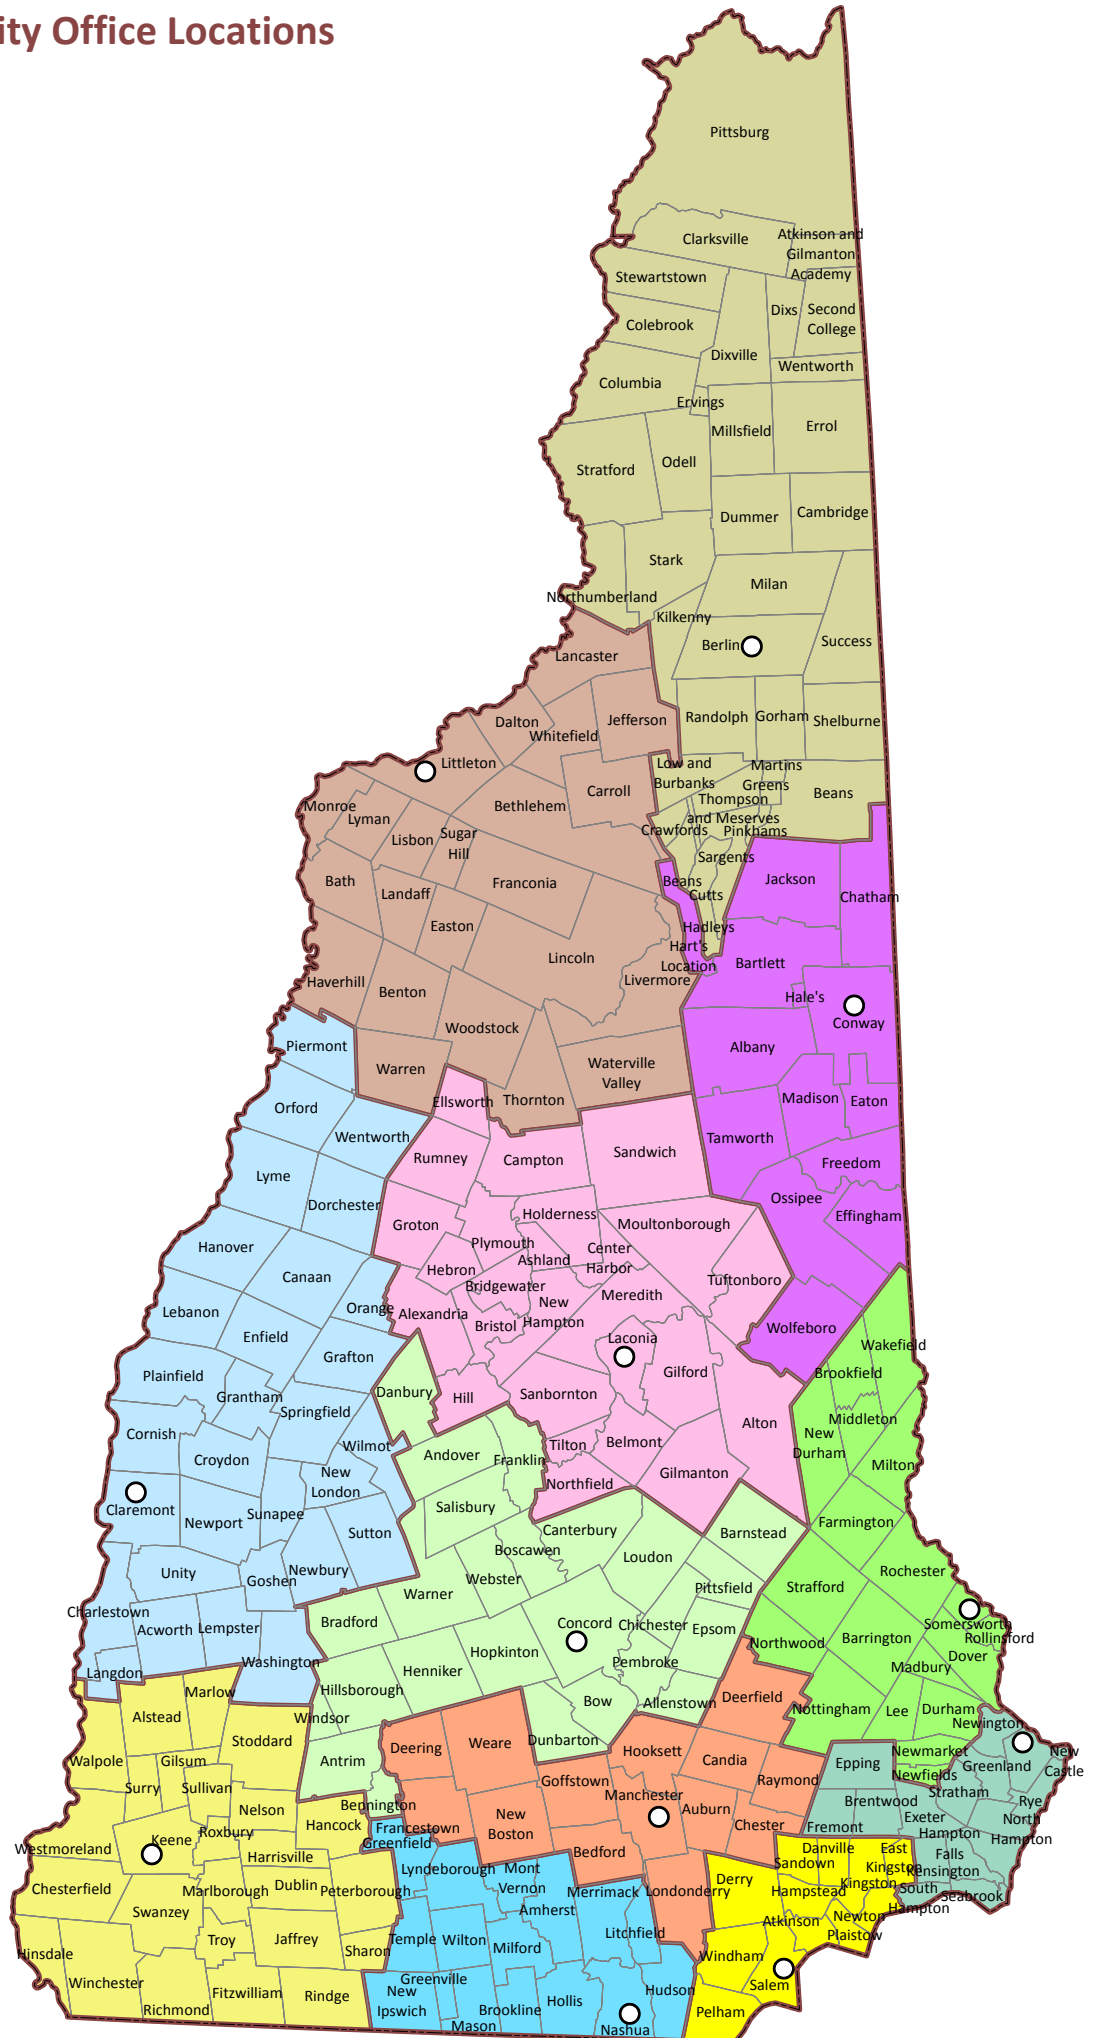 ity Office Locations
Pittsburg
Clarksville
Atkinson and
Gilmanton
Academy
Stewartstown
Dixs
Second
College
Colebrook
Dixville
Wentworth
Columbia
Ervings
Millsfield
Errol
Odell
Stratford
Dummer
Cambridge
Stark
Milan
Northumberland
Kilkenny
Berlin
Success
Lancaster
Dalton
Whitefield
Jefferson
Randolph
Gorham
Shelburne
Littleton
Low and
Burbanks
Martins
Greens
Beans
Carroll
Bethlehem
Thompson
and Meserves
Monroe
Lyman
Lisbon
Sugar
Hill
Crawfords
Pinkhams
Sargents
Bath
Landaff
Franconia
Beans
Cutts
Jackson
Chatham
Easton
Hadleys
Hart's
Location
Bartlett
Lincoln
Livermore
Haverhill
Benton
Hale's
Conway
Woodstock
Piermont
Albany
Warren
Waterville
Valley
Ellsworth
Thornton
Madison
Eaton
Orford
Wentworth
Tamworth
Rumney
Campton
Sandwich
Freedom
Lyme
Dorchester
Ossipee
Effingham
Groton
Holderness
Moultonborough
Hanover
Plymouth
Ashland
Center
Harbor
Canaan
Hebron
Bridgewater
Tuftonboro
Lebanon
Orange
Alexandria
New
Hampton
Meredith
Enfield
Bristol
Wolfeboro
Laconia
Wakefield
Grafton
Plainfield
Gilford
Brookfield
Grantham
Danbury
Hill
Sanbornton
Springfield
Middleton
Cornish
Alton
New
Durham
Wilmot
Croydon
Andover
Franklin
Tilton
Belmont
Milton
New
London
Northfield
Gilmanton
Claremont
Newport
Sunapee
Salisbury
Sutton
Canterbury
Barnstead
Farmington
Boscawen
Loudon
Unity
Goshen
Newbury
Webster
Rochester
Warner
Pittsfield
Strafford
Charlestown
Acworth
Lempster
Bradford
Concord
Chichester
Epsom
Somersworth
Rollinsford
Hopkinton
Northwood
Barrington
Dover
Washington
Langdon
Henniker
Pembroke
Madbury
Marlow
Hillsborough
Bow
Allenstown
Deerfield
Nottingham
Lee
Durham
Alstead
Windsor
Newington
Stoddard
Deering
Weare
Dunbarton
Hooksett
Candia
Newmarket
New
Castle
Walpole
Gilsum
Antrim
Epping
Greenland
Surry
Sullivan
Goffstown
Raymond
Newfields
Stratham
Nelson
Bennington
Manchester
Auburn
Brentwood
Rye
Hancock
Francestown
New
Boston
Chester
Fremont
Exeter
North
Hampton
Roxbury
Keene
Greenfield
Hampton
Westmoreland
Harrisville
Bedford
Danville
East
Kingston
Falls
Lyndeborough
Mont
Vernon
Sandown
Kensington
Chesterfield
Marlborough
Dublin
Peterborough
Merrimack
Londonderry
Derry
Hampstead
Kingston
South
Hampton
Seabrook
Swanzey
Amherst
Atkinson
Newton
Plaistow
Troy
Jaffrey
Sharon
Temple
Wilton
Milford
Litchfield
Hinsdale
Windham
Winchester
Richmond
Fitzwilliam
Rindge
Greenville
New
Ipswich
Mason
Brookline
Hollis
Hudson
Salem
Nashua
Pelham